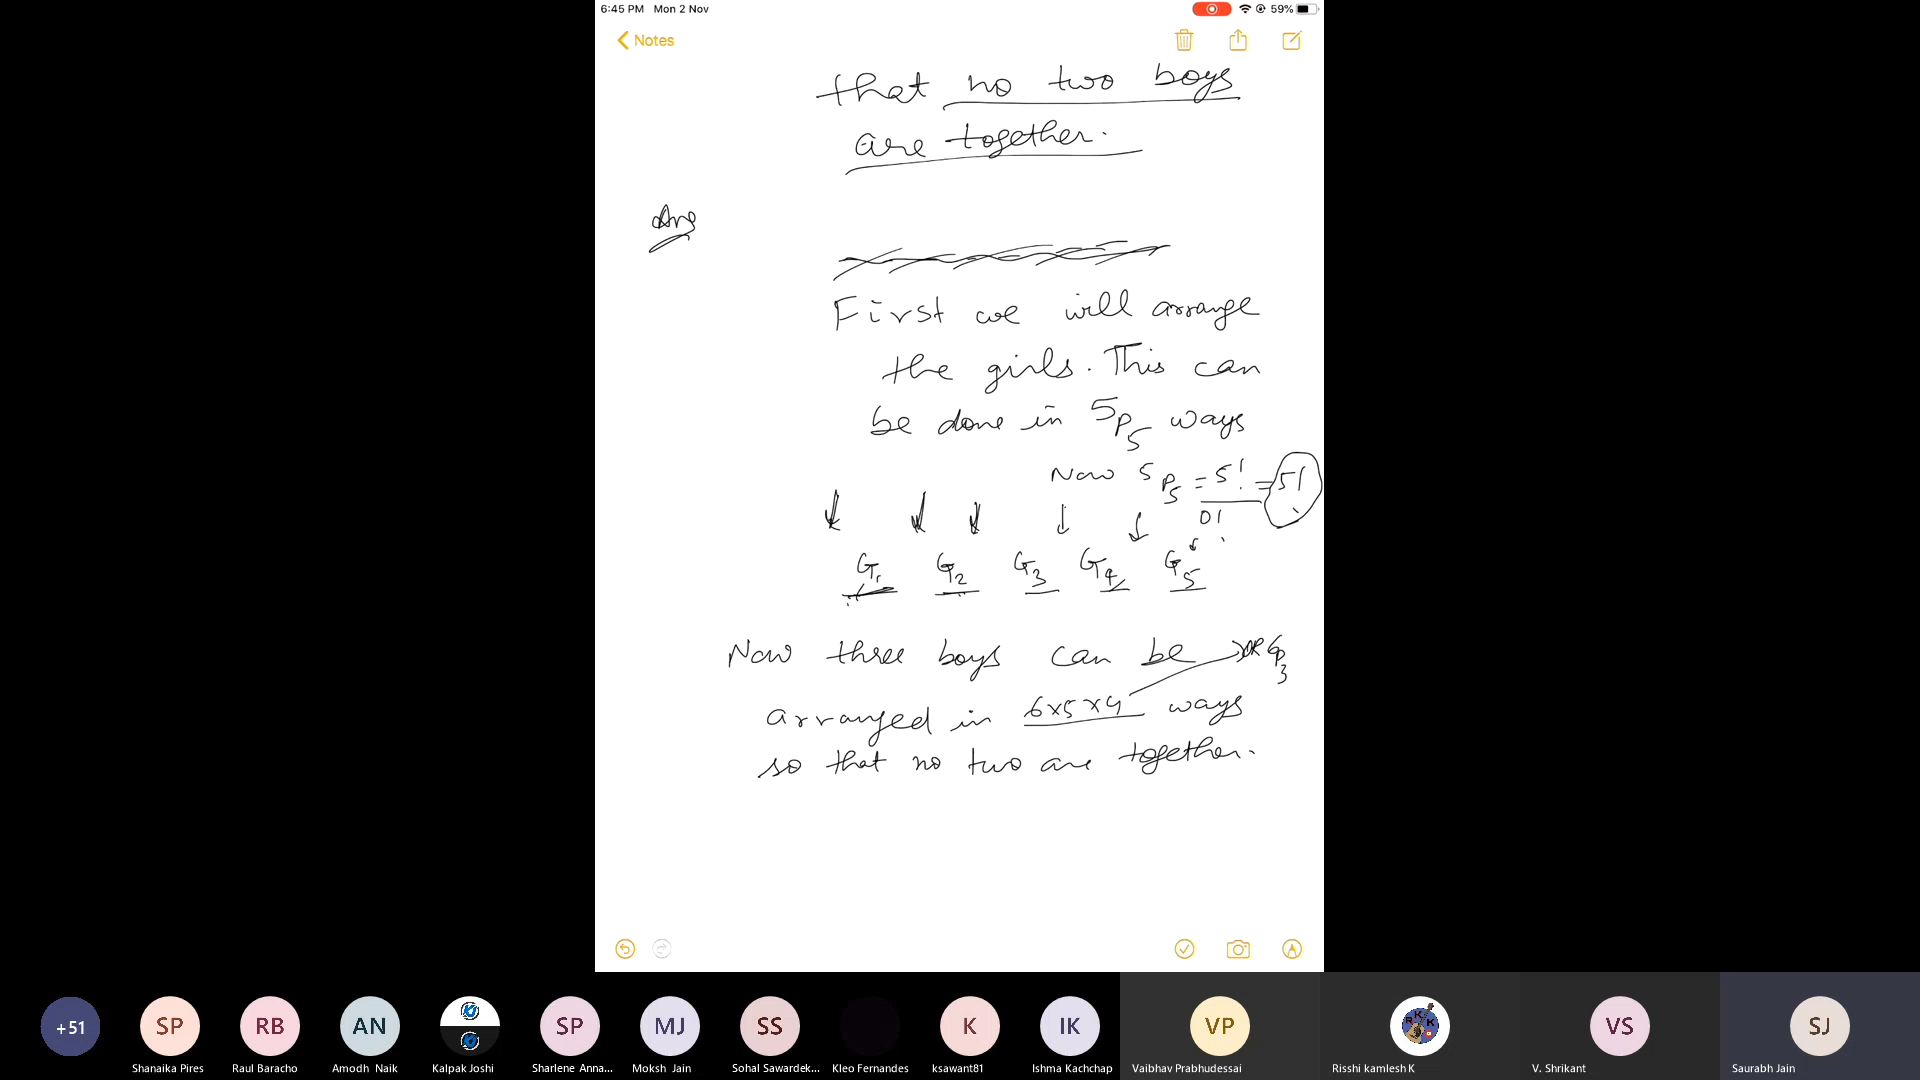 6:45 PM Mon 2 Nov
59%
Notes
that no two boys
are together.
Ans
First we will arrange
the girls. This can
be done in 5P5 ways
Now 5P5 = 5!/0! = 5!
G1 G2 G3 G4 G5
Now three boys can be
6P3
arranged in 6x5x4 ways
so that no two are together.
+51
SP RB AN SP MJ SS K IK VP RKK VS SJ
Shanaika Pires Raul Baracho Amodh Naik Kalpak Joshi Sharlene Anna... Moksh Jain Sohal Sawardek... Kleo Fernandes ksawant81 Ishma Kachchap Vaibhav Prabhudessai Risshi kamlesh K V. Shrikant Saurabh Jain